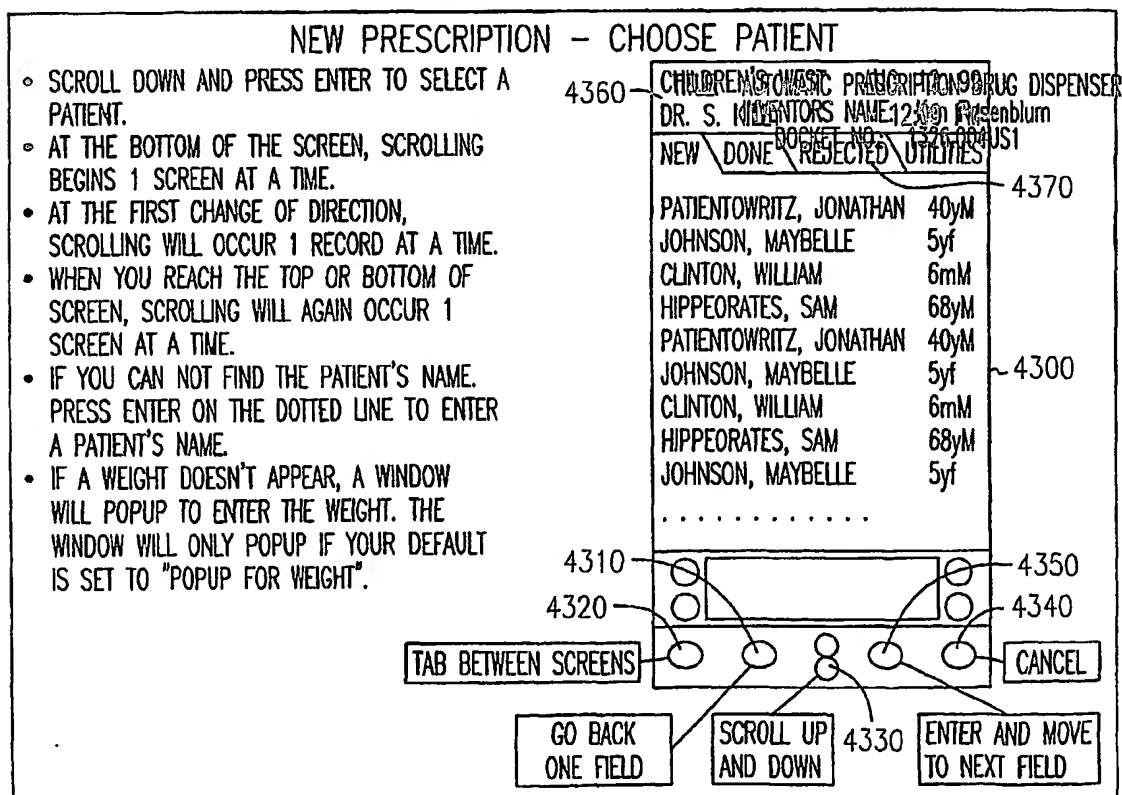 NEW PRESCRIPTION – CHOOSE PATIENT
◦ SCROLL DOWN AND PRESS ENTER TO SELECT A
PATIENT.
◦ AT THE BOTTOM OF THE SCREEN, SCROLLING
BEGINS 1 SCREEN AT A TIME.
• AT THE FIRST CHANGE OF DIRECTION,
SCROLLING WILL OCCUR 1 RECORD AT A TIME.
• WHEN YOU REACH THE TOP OR BOTTOM OF
SCREEN, SCROLLING WILL AGAIN OCCUR 1
SCREEN AT A TIME.
• IF YOU CAN NOT FIND THE PATIENT'S NAME.
PRESS ENTER ON THE DOTTED LINE TO ENTER
A PATIENT'S NAME.
• IF A WEIGHT DOESN'T APPEAR, A WINDOW
WILL POPUP TO ENTER THE WEIGHT. THE
WINDOW WILL ONLY POPUP IF YOUR DEFAULT
IS SET TO "POPUP FOR WEIGHT".
4360
CHILDREN'S DRUG DISPENSER
DR. S. NAME
DOCKET NO.: 1326.004US1
NEW DONE REJECTED UTILITIES
4370
PATIENTOWRITZ, JONATHAN 40yM
JOHNSON, MAYBELLE 5yf
CLINTON, WILLIAM 6mM
HIPPEORATES, SAM 68yM
PATIENTOWRITZ, JONATHAN 40yM
JOHNSON, MAYBELLE 5yf
4300
CLINTON, WILLIAM 6mM
HIPPEORATES, SAM 68yM
JOHNSON, MAYBELLE 5yf
. . . . . . . . . . . . .
4310
4350
4320
4340
TAB BETWEEN SCREENS
CANCEL
GO BACK
ONE FIELD
SCROLL UP
AND DOWN
4330
ENTER AND MOVE
TO NEXT FIELD